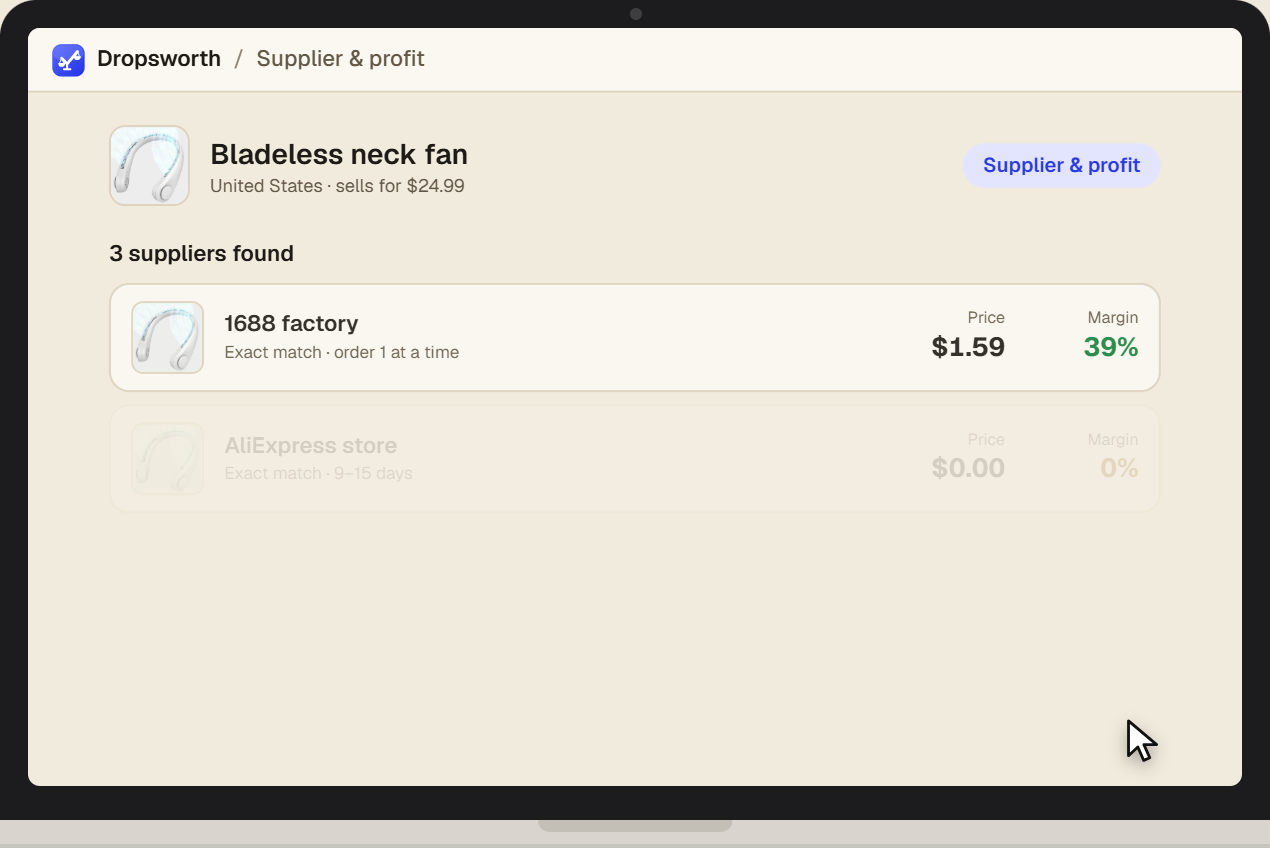 Dropsworth / Supplier & profit
Bladeless neck fan
United States · sells for $24.99
Supplier & profit
3 suppliers found
1688 factory
Exact match · order 1 at a time
Price
$1.59
Margin
39%
AliExpress store
Exact match · 9–15 days
Price
$0.00
Margin
0%